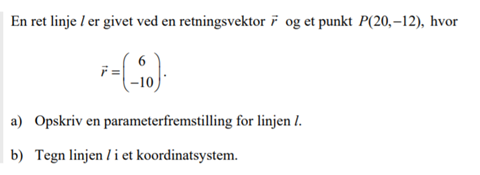 En ret linje l er givet ved en retningsvektor r⃗ og et punkt P(20,−12), hvor
r⃗ = (6
−10).
a) Opskriv en parameterfremstilling for linjen l.
b) Tegn linjen l i et koordinatsystem.